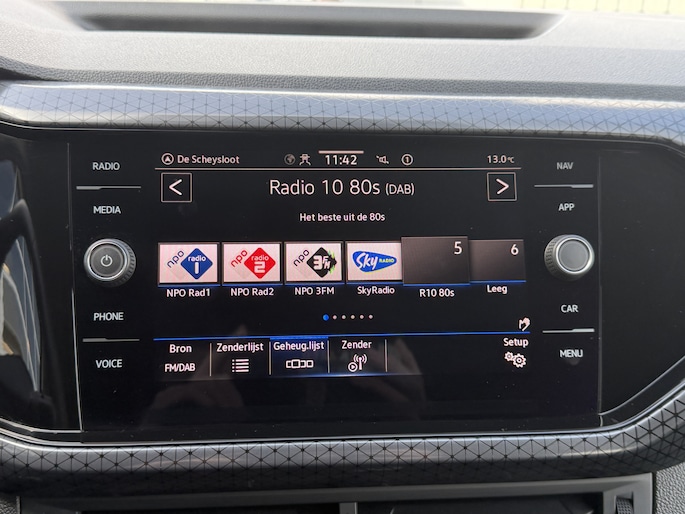 RADIO
MEDIA
PHONE
VOICE
De Scheysloot
11:42
1
13.0 °C
Radio 10 80s (DAB)
Het beste uit de 80s
npo radio 1
npo radio 2
npo 3FM
Sky RADIO
5
6
NPO Rad1
NPO Rad2
NPO 3FM
SkyRadio
R10 80s
Leeg
Bron
FM/DAB
Zenderlijst
Geheug.lijst
Zender
Setup
NAV
APP
CAR
MENU